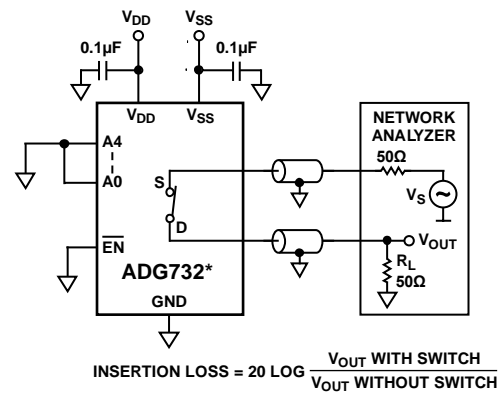 VDD
VSS
0.1µF
0.1µF
VDD
VSS
A4
A0
EN
S
D
ADG732*
GND
NETWORK
ANALYZER
50Ω
VS
VOUT
RL
50Ω
INSERTION LOSS = 20 LOG VOUT WITH SWITCH
VOUT WITHOUT SWITCH